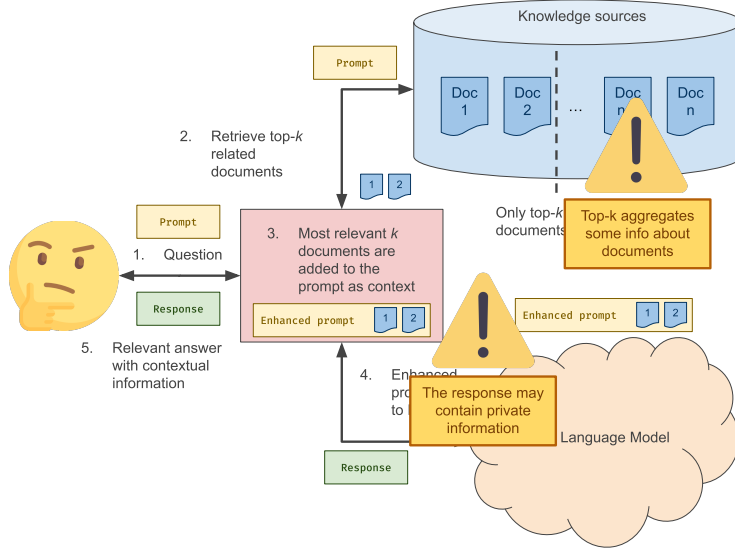 Knowledge sources
Prompt
Doc 1
Doc 2
...
Doc n
Doc n
2. Retrieve top-k
related
documents
1 2
Only top-k
documents
Top-k aggregates
some info about
documents
Prompt
1. Question
Response
5. Relevant answer
with contextual
information
3. Most relevant k
documents are
added to the
prompt as context
Enhanced prompt 1 2
Enhanced prompt 1 2
4. Enhanced
to
The response may
contain private
information
Language Model
Response